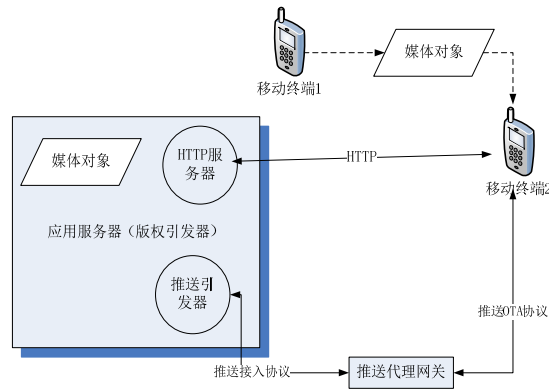 媒体对象
移动终端1
HTTP服
务器
媒体对象
HTTP
移动终端2
应用服务器（版权引发器）
推送引
发器
推送OTA协议
推送接入协议
推送代理网关